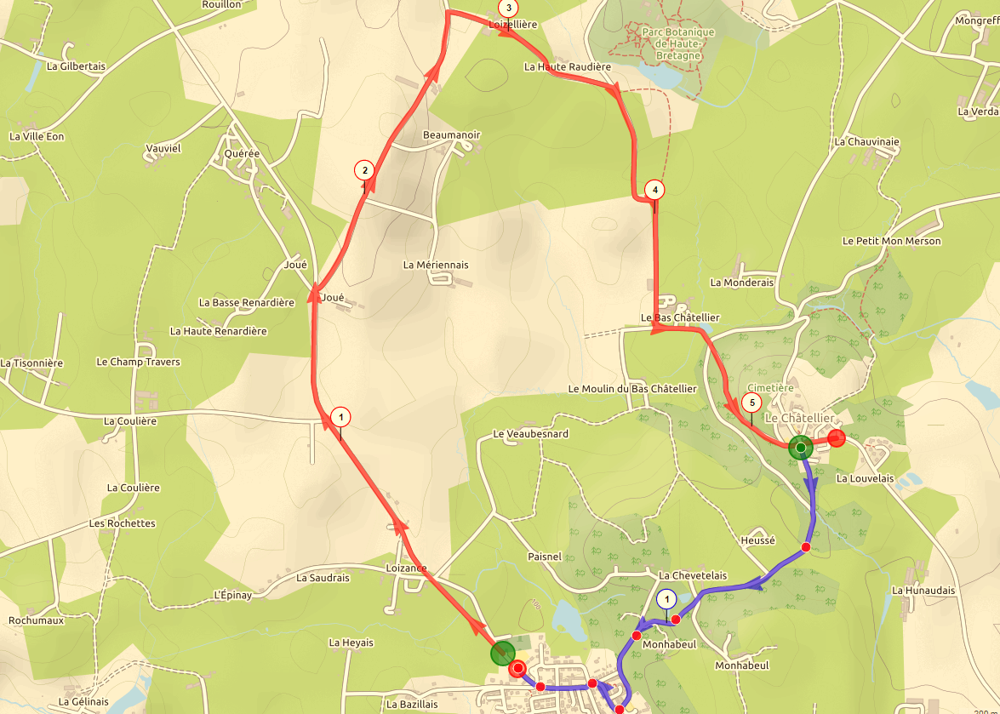 Rouillon
3
Loizellière
Mongreff
Parc Botanique
de Haute-
Bretagne
La Gilbertais
La Haute Raudière
La Verda
La Ville Eon
Beaumanoir
La Chauvinaie
Vauviel
Quérée
2
4
Le Petit Mon Merson
Joué
La Mériennais
La Monderais
Joué
La Basse Renardière
Le Bas Châtellier
La Haute Renardière
La Tisonnière
Le Champ Travers
Le Moulin du Bas Châtellier
Cimetière
5
La Coulière
1
Le Châtellier
Le Veaubesnard
La Louvelais
La Coulière
Les Rochettes
Heussé
Paisnel
Loizance
La Chevetelais
La Saudrais
La Hunaudais
L'Épinay
1
100
Rochumaux
La Heyais
Monhabeul
Monhabeul
La Gélinais
La Bazillais
200 m